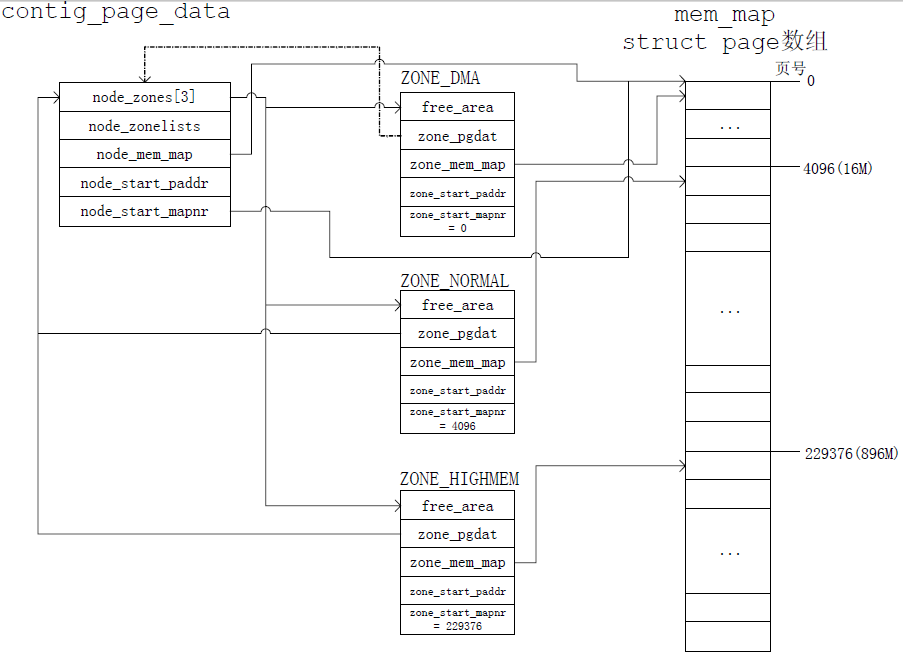 contig_page_data
node_zones[3]
node_zonelists
node_mem_map
node_start_paddr
node_start_mapnr
ZONE_DMA
free_area
zone_pgdat
zone_mem_map
zone_start_paddr
zone_start_mapnr
= 0
ZONE_NORMAL
free_area
zone_pgdat
zone_mem_map
zone_start_paddr
zone_start_mapnr
= 4096
ZONE_HIGHMEM
free_area
zone_pgdat
zone_mem_map
zone_start_paddr
zone_start_mapnr
= 229376
mem_map
struct page数组
页号
0
...
4096(16M)
...
229376(896M)
...